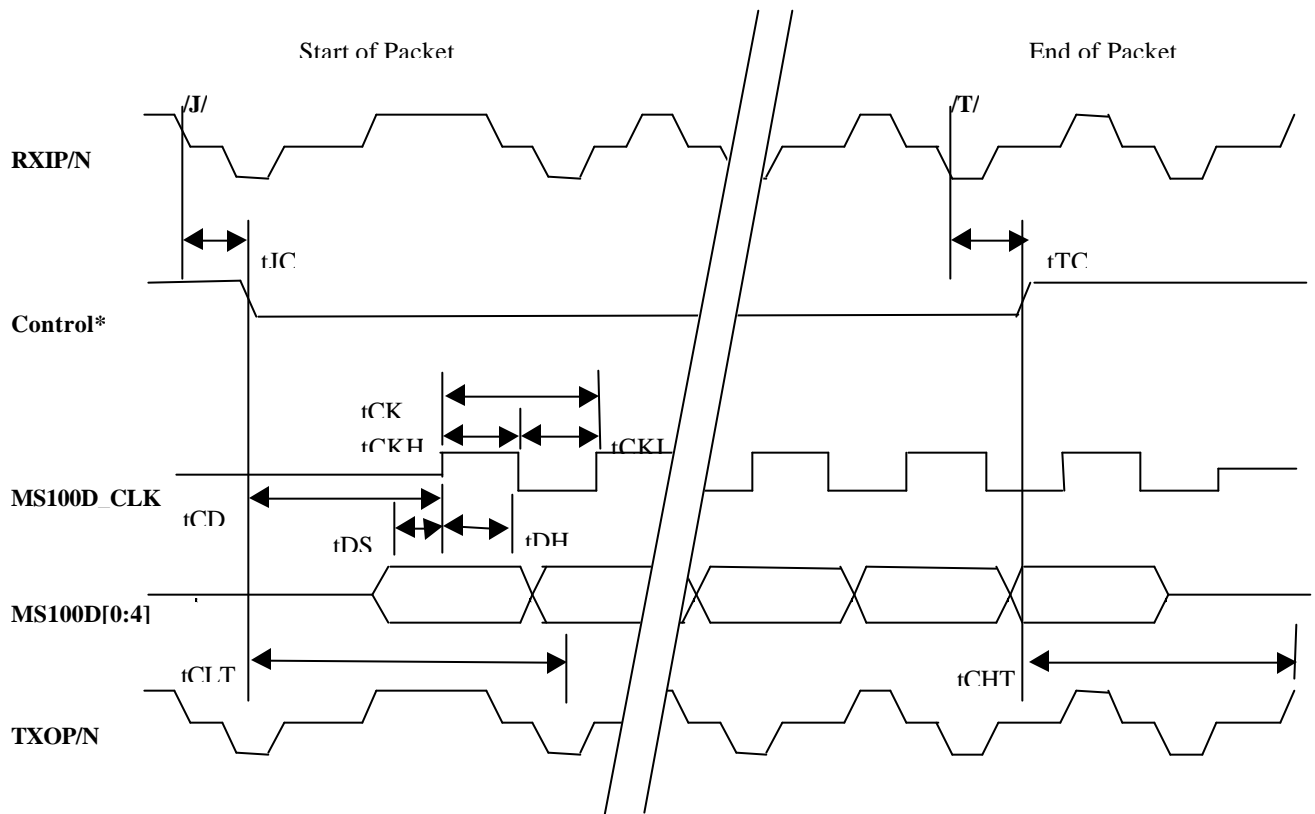 Start of Packet
End of Packet
/J/
/T/
RXIP/N
tJC
tTC
Control*
tCK
tCKH
tCKL
MS100D_CLK
tCD
tDS
tDH
MS100D[0:4]
tCLT
tCHT
TXOP/N